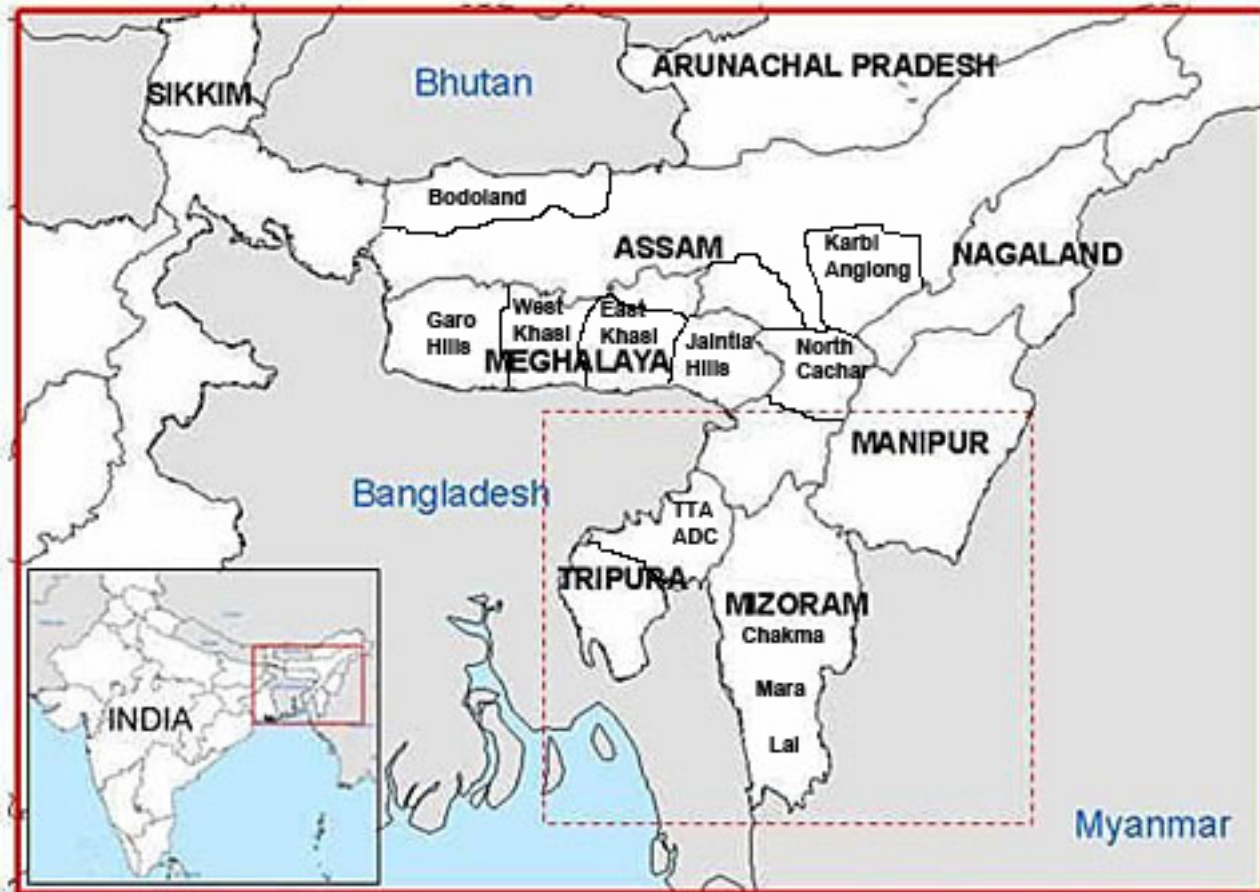 SIKKIM
Bhutan
ARUNACHAL PRADESH
Bodoland
ASSAM
Karbi
Anglong
NAGALAND
Garo
Hills
West
Khasi
East
Khasi
MEGHALAYA
Jaintia
Hills
North
Cachar
MANIPUR
Bangladesh
TTA
ADC
TRIPURA
MIZORAM
Chakma
Mara
Lai
INDIA
Myanmar